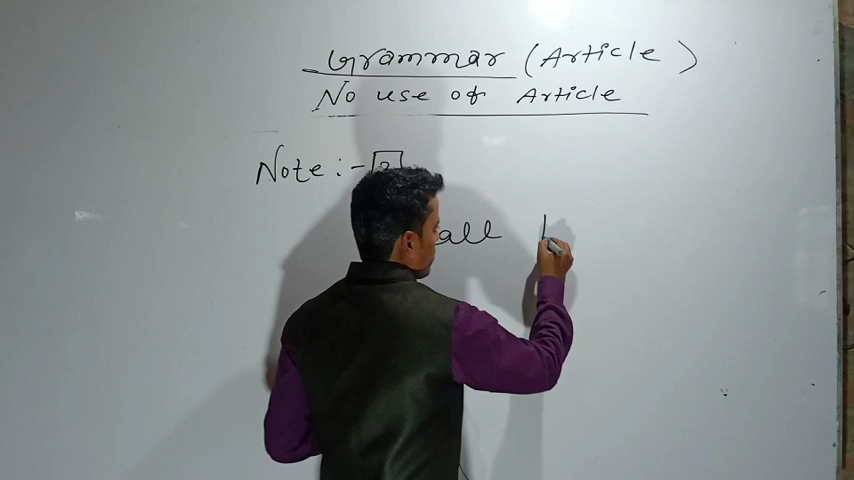 Grammar (Article)
No use of Article
Note:-
all